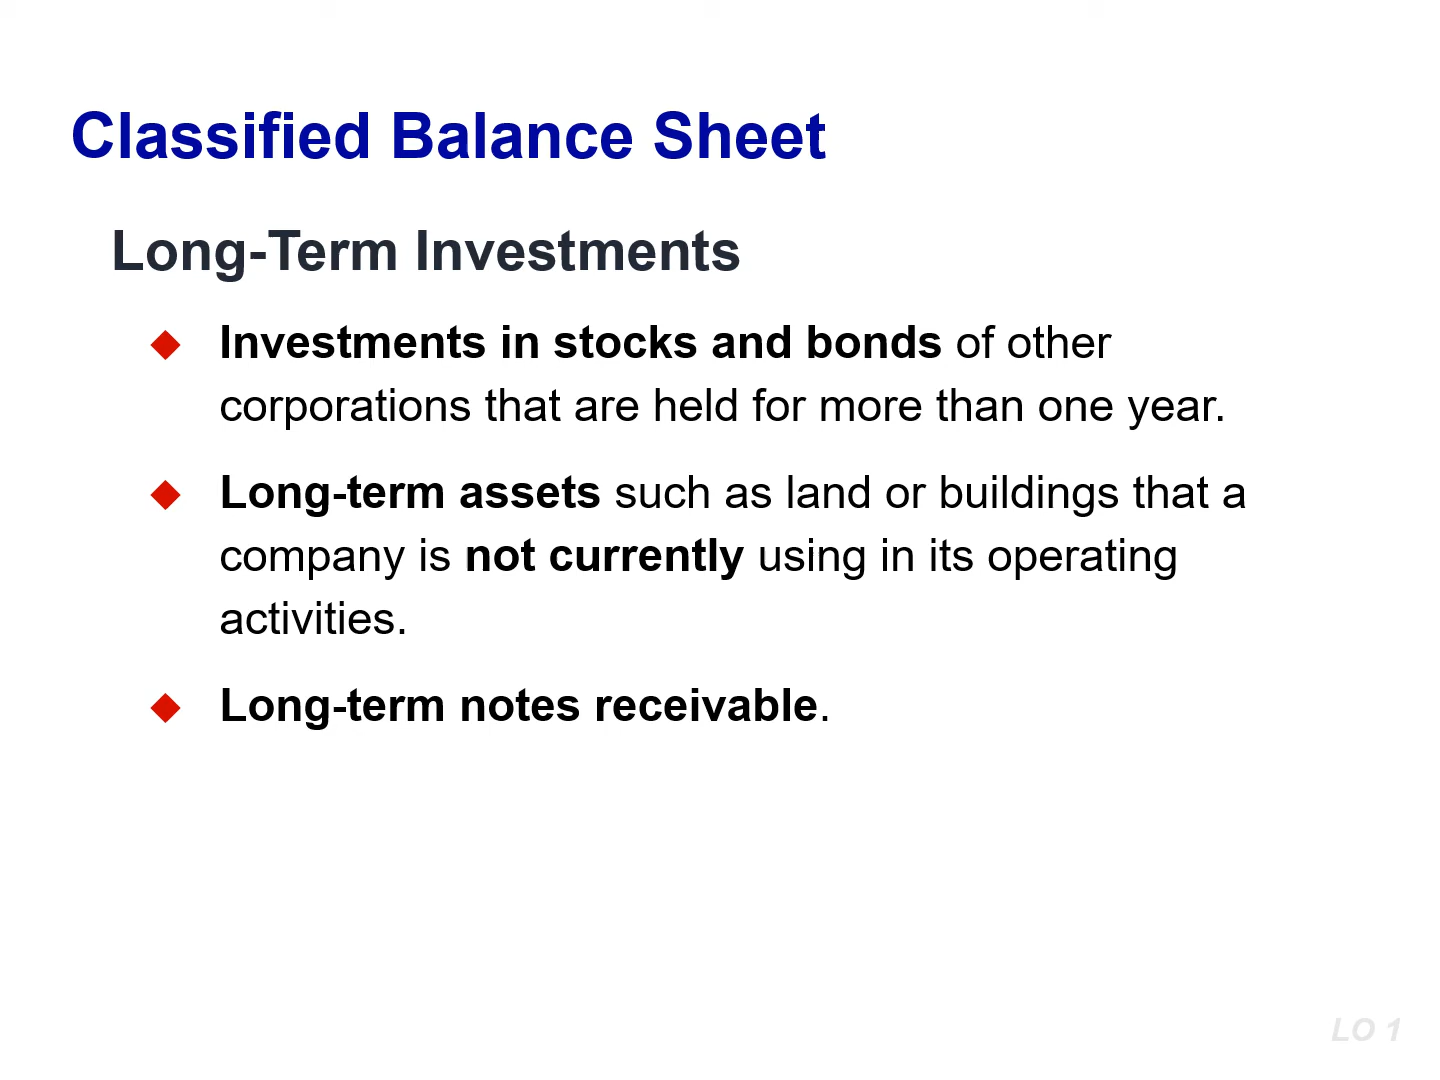 Classified Balance Sheet
Long-Term Investments
Investments in stocks and bonds of other
corporations that are held for more than one year.
Long-term assets such as land or buildings that a
company is not currently using in its operating
activities.
Long-term notes receivable.
LO 1